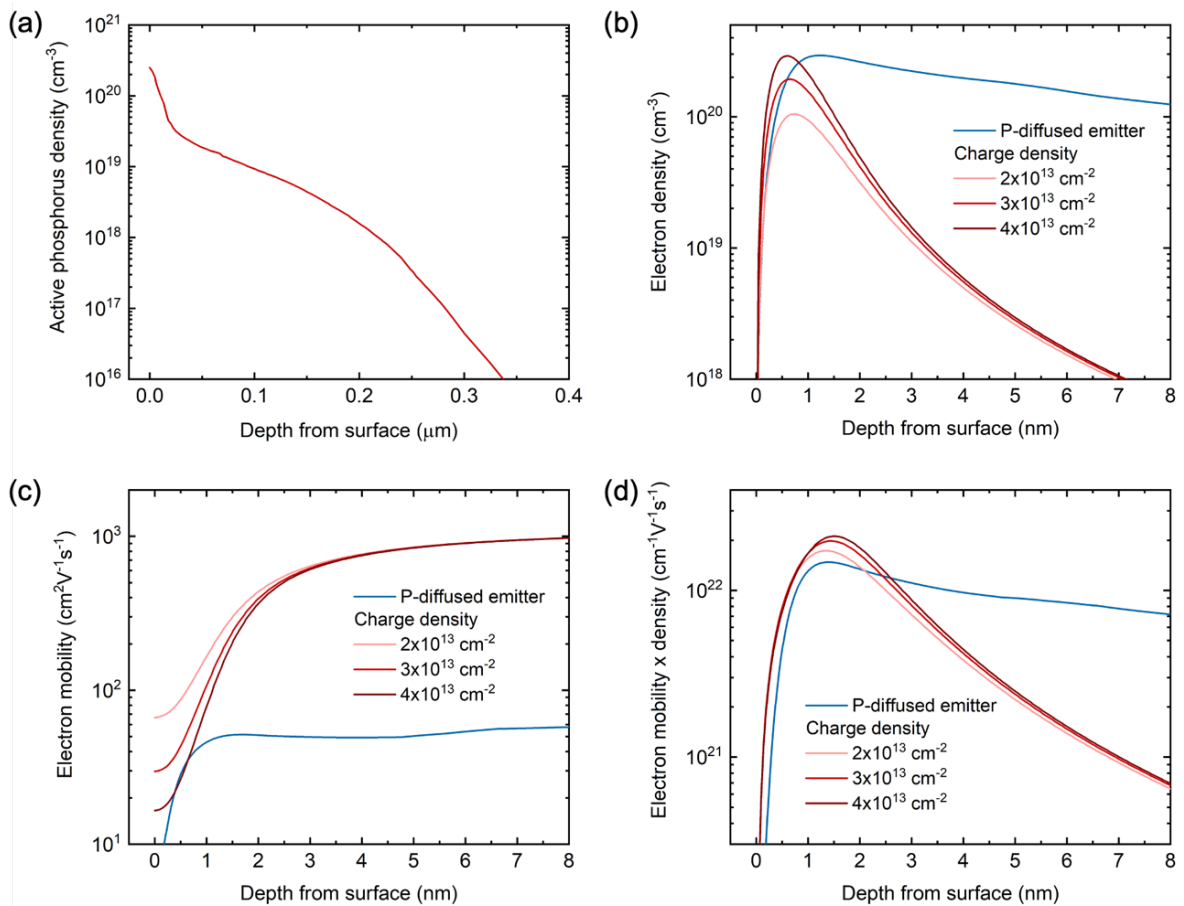 (a)
Active phosphorus density (cm⁻³)
10²¹
10²⁰
10¹⁹
10¹⁸
10¹⁷
10¹⁶
0.0 0.1 0.2 0.3 0.4
Depth from surface (μm)
(b)
Electron density (cm⁻³)
10²⁰
10¹⁹
10¹⁸
P-diffused emitter
Charge density
2x10¹³ cm⁻²
3x10¹³ cm⁻²
4x10¹³ cm⁻²
0 1 2 3 4 5 6 7 8
Depth from surface (nm)
(c)
Electron mobility (cm²V⁻¹s⁻¹)
10³
10²
10¹
P-diffused emitter
Charge density
2x10¹³ cm⁻²
3x10¹³ cm⁻²
4x10¹³ cm⁻²
0 1 2 3 4 5 6 7 8
Depth from surface (nm)
(d)
Electron mobility x density (cm⁻¹V⁻¹s⁻¹)
10²²
10²¹
P-diffused emitter
Charge density
2x10¹³ cm⁻²
3x10¹³ cm⁻²
4x10¹³ cm⁻²
0 1 2 3 4 5 6 7 8
Depth from surface (nm)